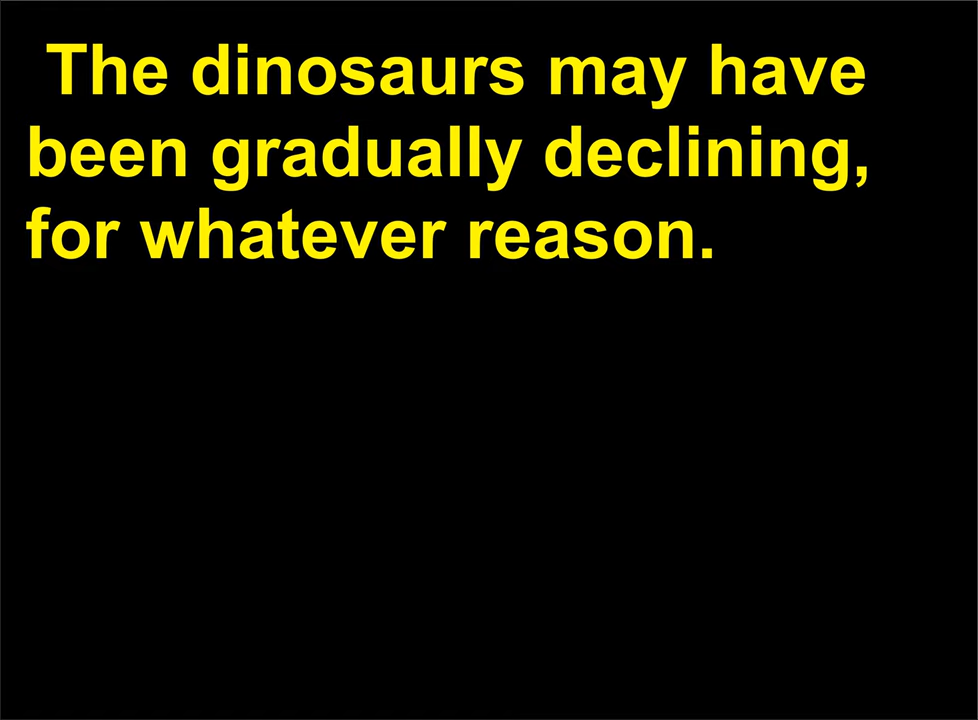 The dinosaurs may have
been gradually declining,
for whatever reason.